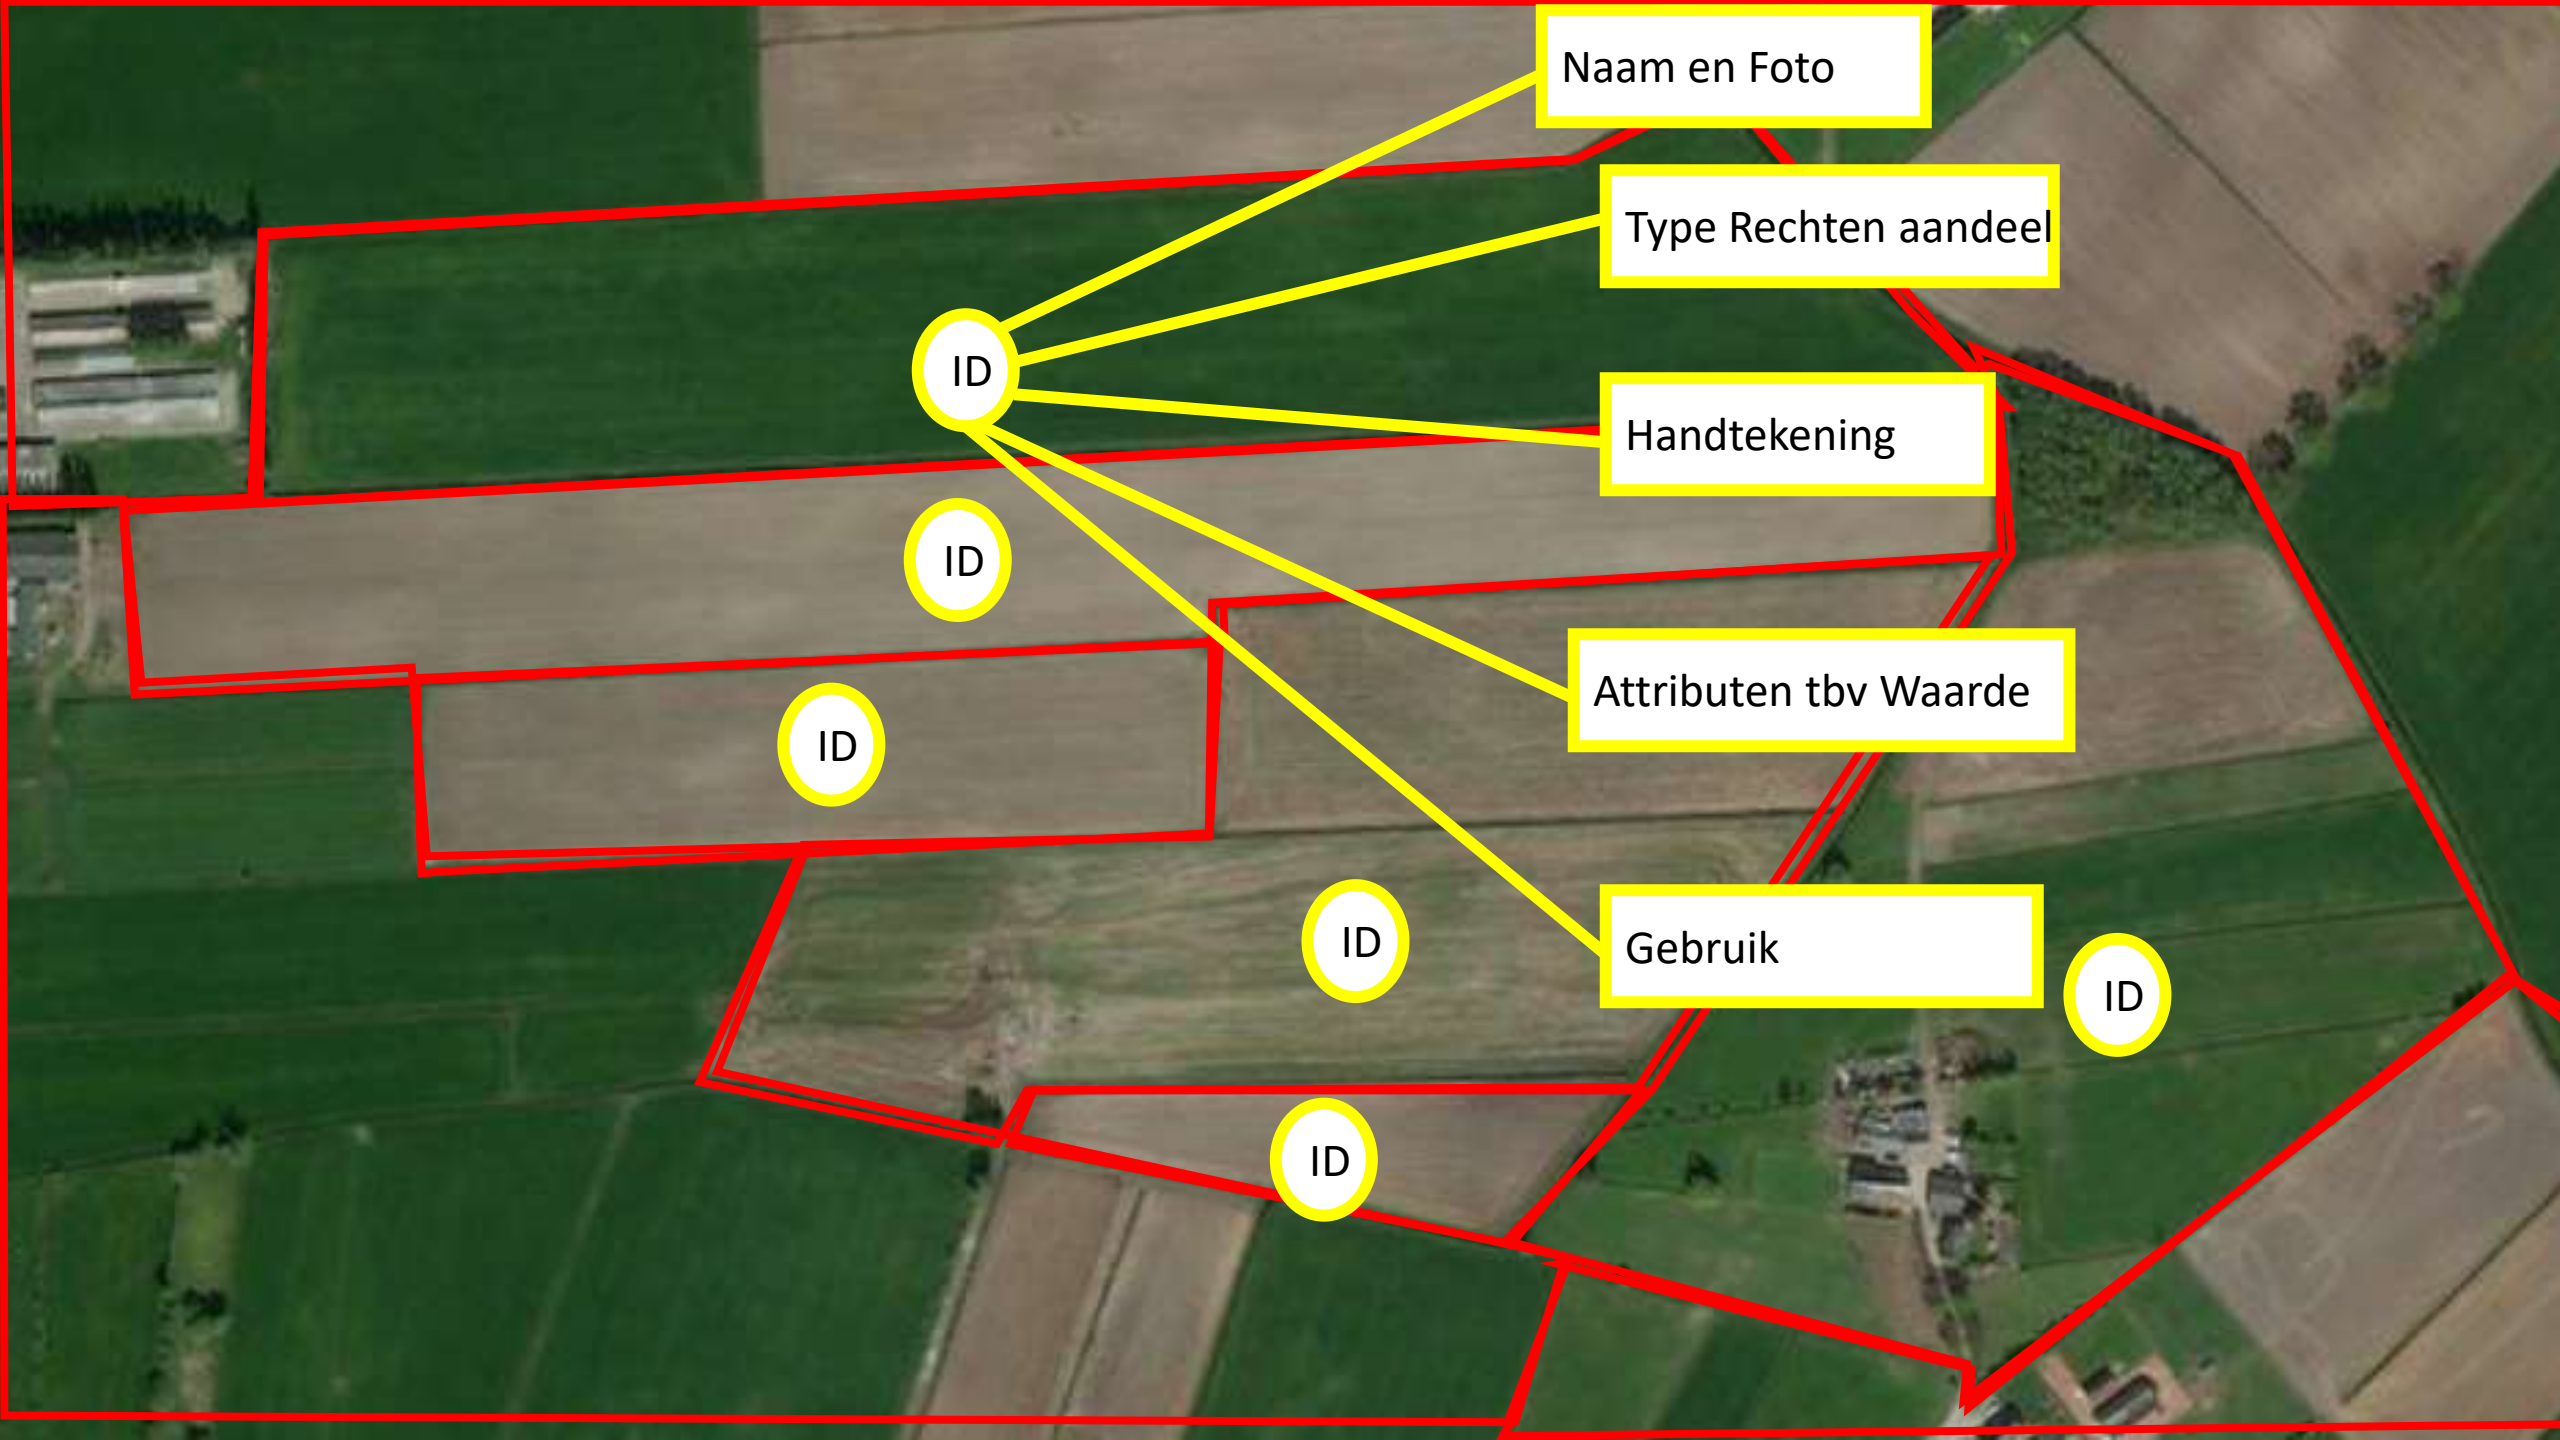 Naam en Foto
Type Rechten aandeel
ID
Handtekening
ID
Attributen tbv Waarde
ID
ID
Gebruik
ID
ID